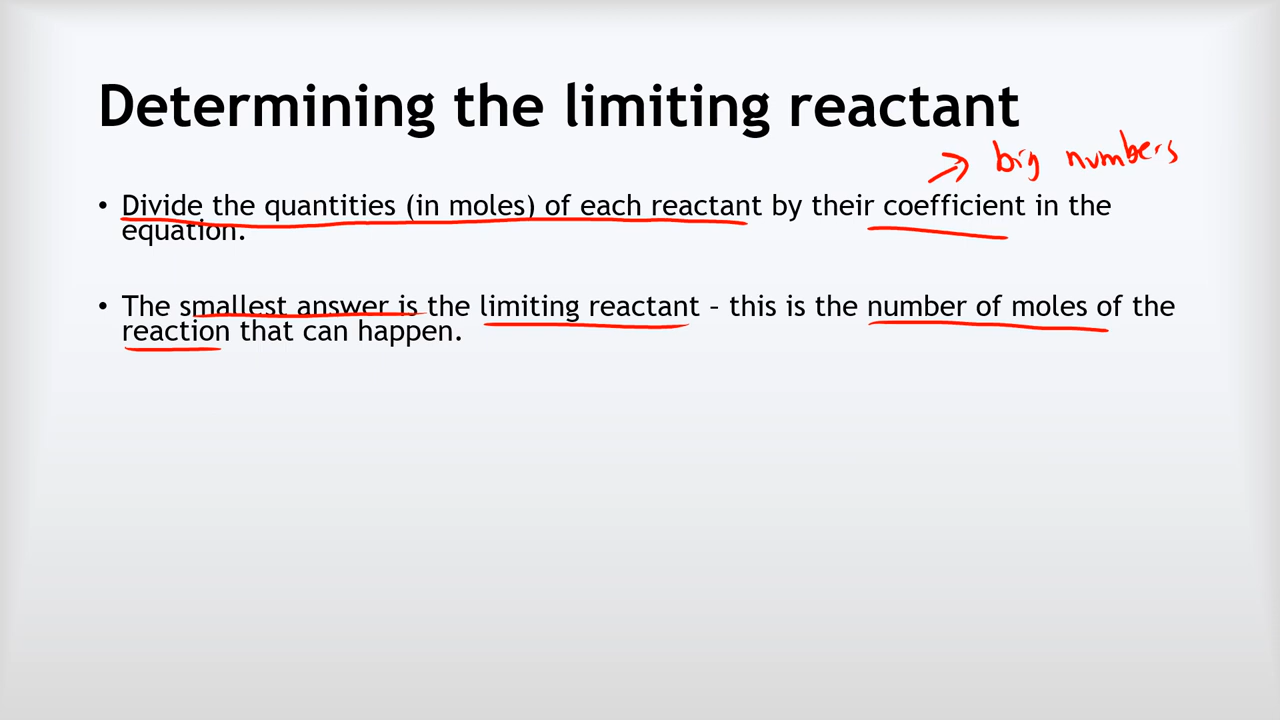 Determining the limiting reactant
big numbers
• Divide the quantities (in moles) of each reactant by their coefficient in the
equation.
• The smallest answer is the limiting reactant – this is the number of moles of the
reaction that can happen.